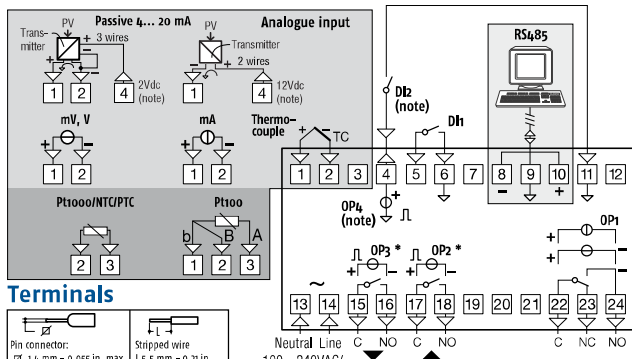 Passive 4... 20 mA
Analogue input
PV
Trans-
mitter
+ 3 wires
+
-
-
1
2
4
2Vdc
(note)
PV
Transmitter
+ 2 wires
+
-
1
2
4
12Vdc
(note)
mV, V
+
-
1
2
mA
+
-
1
2
Thermo-
couple
+
-
TC
Pt1000/NTC/PTC
2
3
Pt100
b
B
A
1
2
3
DI2
(note)
DI1
RS485
1
2
3
4
5
6
7
8
9
10
11
12
-
+
OP4
(note)
+
OP1
+
-
+
-
OP3 *
+
-
OP2 *
+
-
~
13
14
15
16
17
18
19
20
21
22
23
24
Neutral
Line
C
NO
C
NO
C
NC
NO
Terminals
Pin connector:
Stripped wire
L
100... 240VAC/